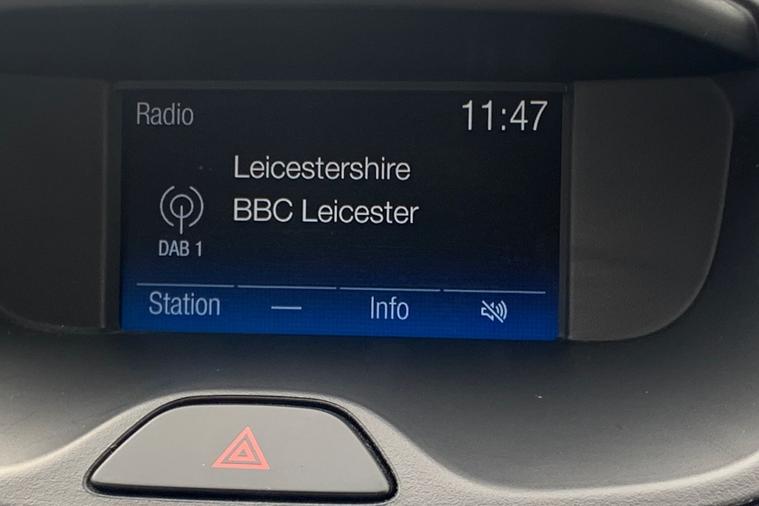 Radio 11:47
Leicestershire
BBC Leicester
DAB 1
Station — Info